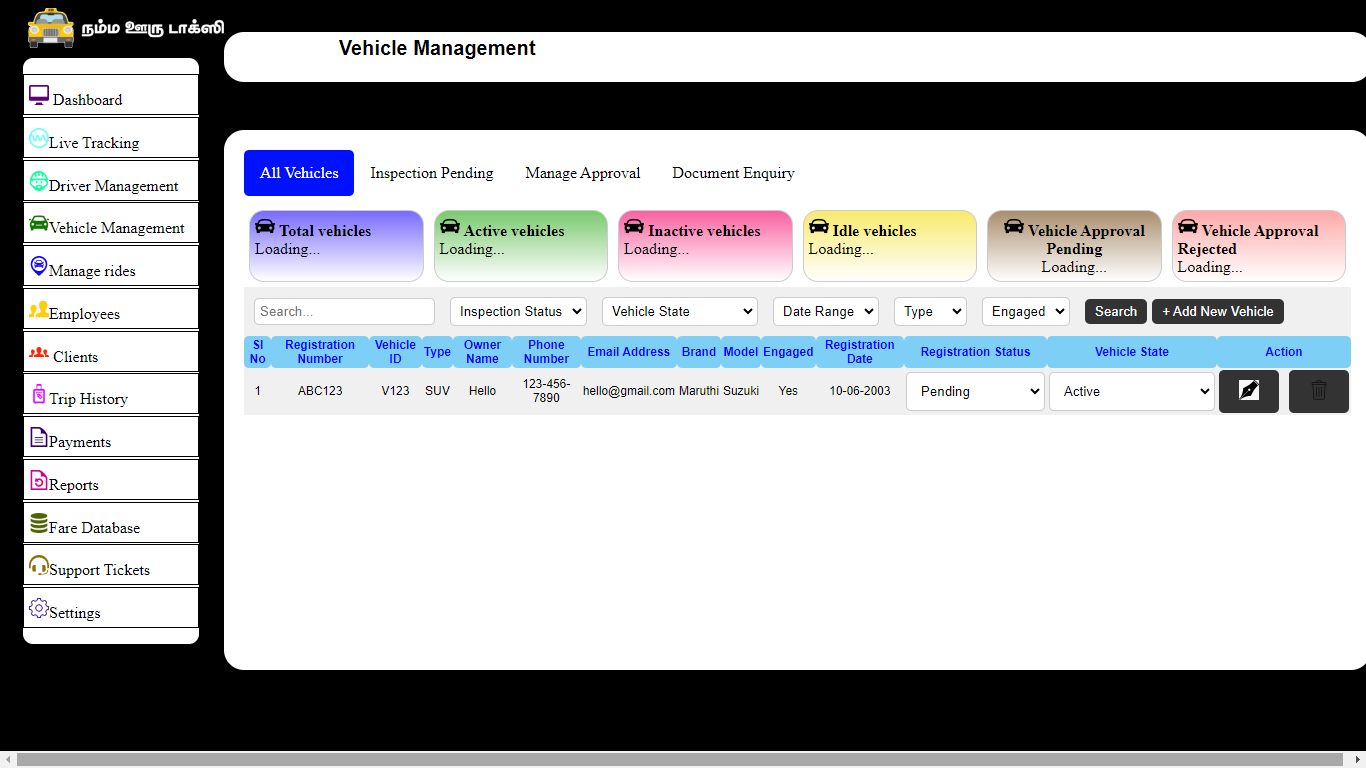 நம்ம ஊரு டாக்ஸி
Vehicle Management
Dashboard
Live Tracking
Driver Management
Vehicle Management
Manage rides
Employees
Clients
Trip History
Payments
Reports
Fare Database
Support Tickets
Settings
All Vehicles Inspection Pending Manage Approval Document Enquiry
Total vehicles
Loading...
Active vehicles
Loading...
Inactive vehicles
Loading...
Idle vehicles
Loading...
Vehicle Approval
Pending
Loading...
Vehicle Approval
Rejected
Loading...
Search... Inspection Status Vehicle State Date Range Type Engaged Search + Add New Vehicle
Sl No Registration Number Vehicle ID Type Owner Name Phone Number Email Address Brand Model Engaged Registration Date Registration Status Vehicle State Action
1 ABC123 V123 SUV Hello 123-456-7890 hello@gmail.com Maruthi Suzuki Yes 10-06-2003 Pending Active